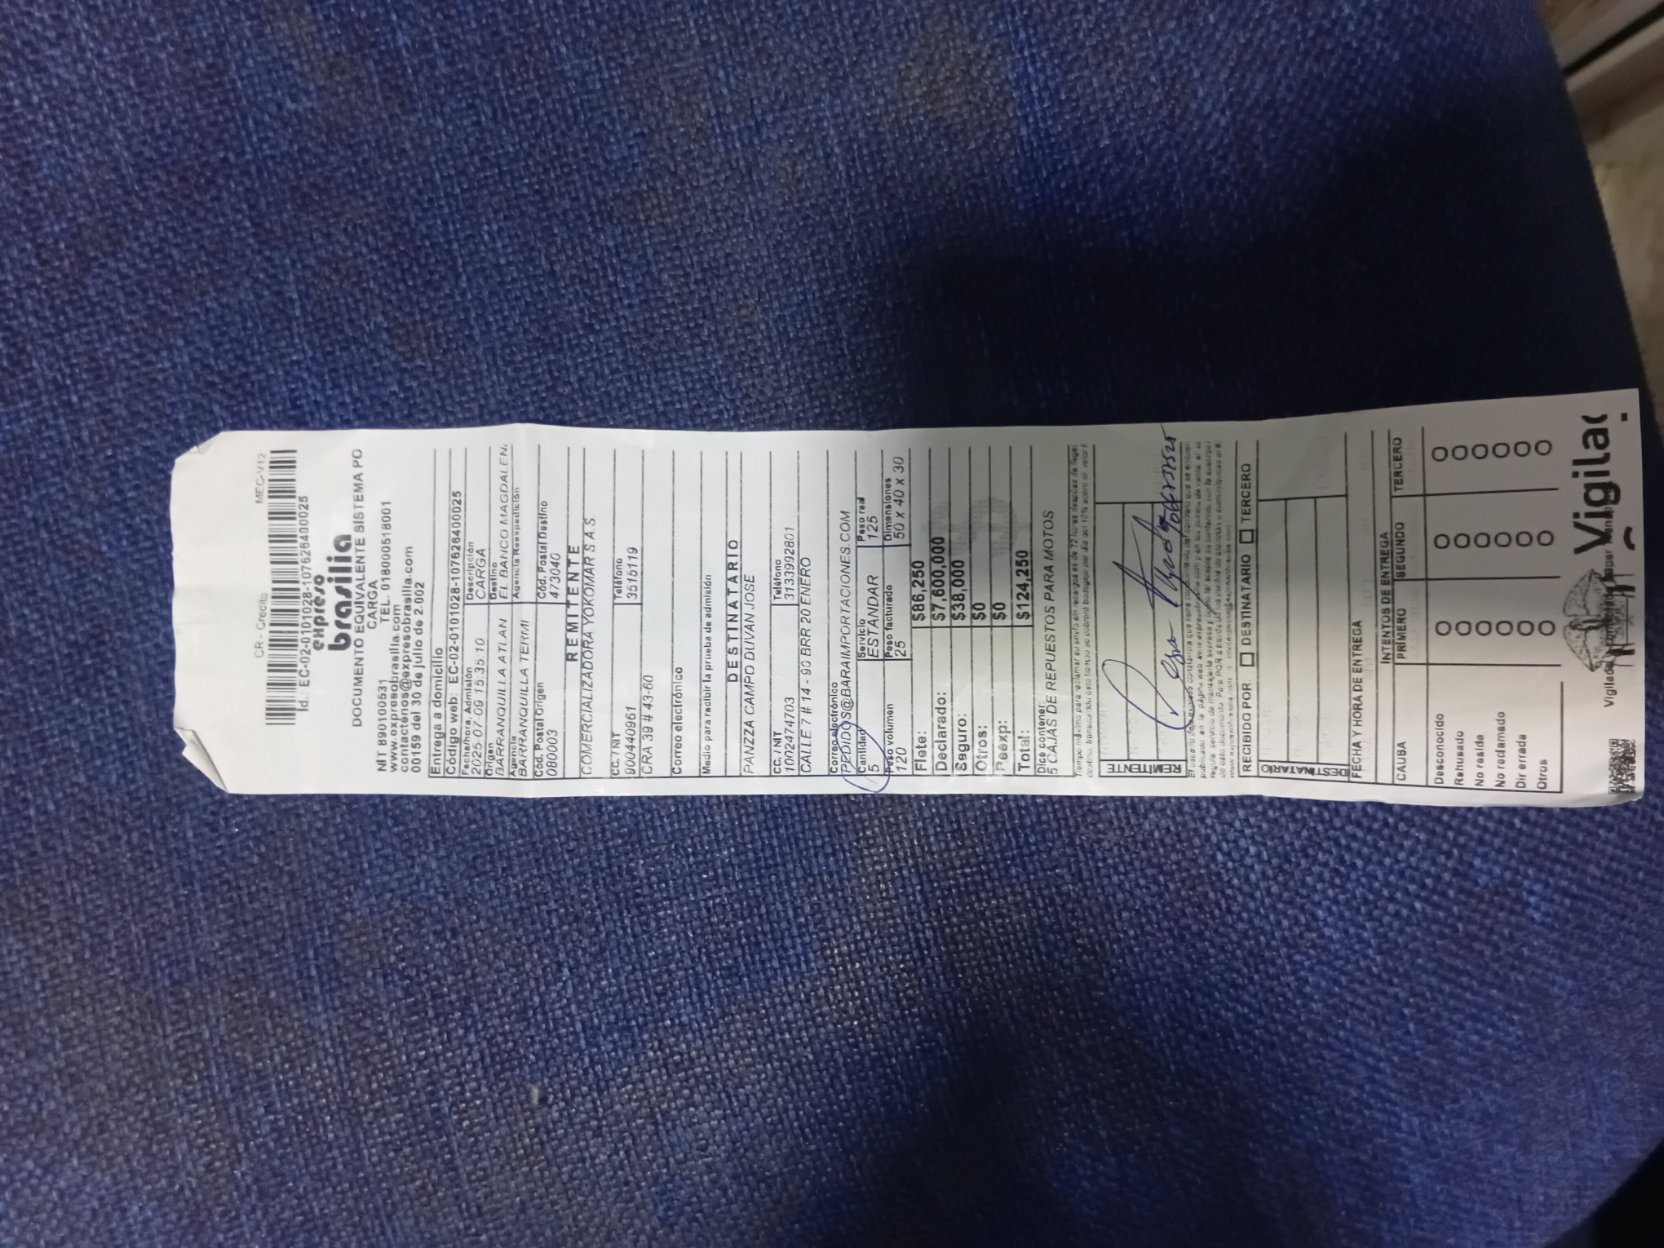 CR - Credito MEC-V12
Id.: EC-02-0101028-107626400025
expreso
brasilia
DOCUMENTO EQUIVALENTE SISTEMA PO
CARGA
NIT 890100531 TEL. 018000518001
www.expresobrasilia.com
contactenos@expresobrasilia.com
00159 del 30 de julio de 2.002
Entrega a domicilio
Código web: EC-02-0101028-107626400025
Fecha/hora. Admisión Descripción
2025-07-09 15:35:10 CARGA
Origen Destino
BARRANQUILLA ATLAN EL BANCO MAGDALEN.
Agencia Agencia Reexpedición
BARRANQUILLA TERMI
Cód. Postal Origen Cód. Postal Destino
080003 473040
REMITENTE
COMERCIALIZADORA YOKOMAR S A S
CC. / NIT Teléfono
900440961 3515119
CRA 39 # 43-60
Correo electrónico
Medio para recibir la prueba de admisión
DESTINATARIO
PANZZA CAMPO DUVAN JOSE
CC. / NIT Teléfono
1002474703 3133992801
CALLE 7 # 14 - 90 BRR 20 ENERO
Correo electrónico
PEDIDOS@BARAIMPORTACIONES.COM
Cantidad Servicio Peso real
5 ESTANDAR 125
Peso volumen Peso facturado Dimensiones
120 25 50 x 40 x 30
Flete: $86,250
Declarado: $7,600,000
Seguro: $38,000
Otros: $0
Reexp: $0
Total: $124,250
Dice contener:
5 CAJAS DE REPUESTOS PARA MOTOS
REMITENTE
RECIBIDO POR DESTINATARIO TERCERO
DESTINATARIO
FECHA Y HORA DE ENTREGA
INTENTOS DE ENTREGA
CAUSA PRIMERO SEGUNDO TERCERO
Desconocido
Rehusado
No reside
No reclamado
Dir errada
Otros
Vigilad